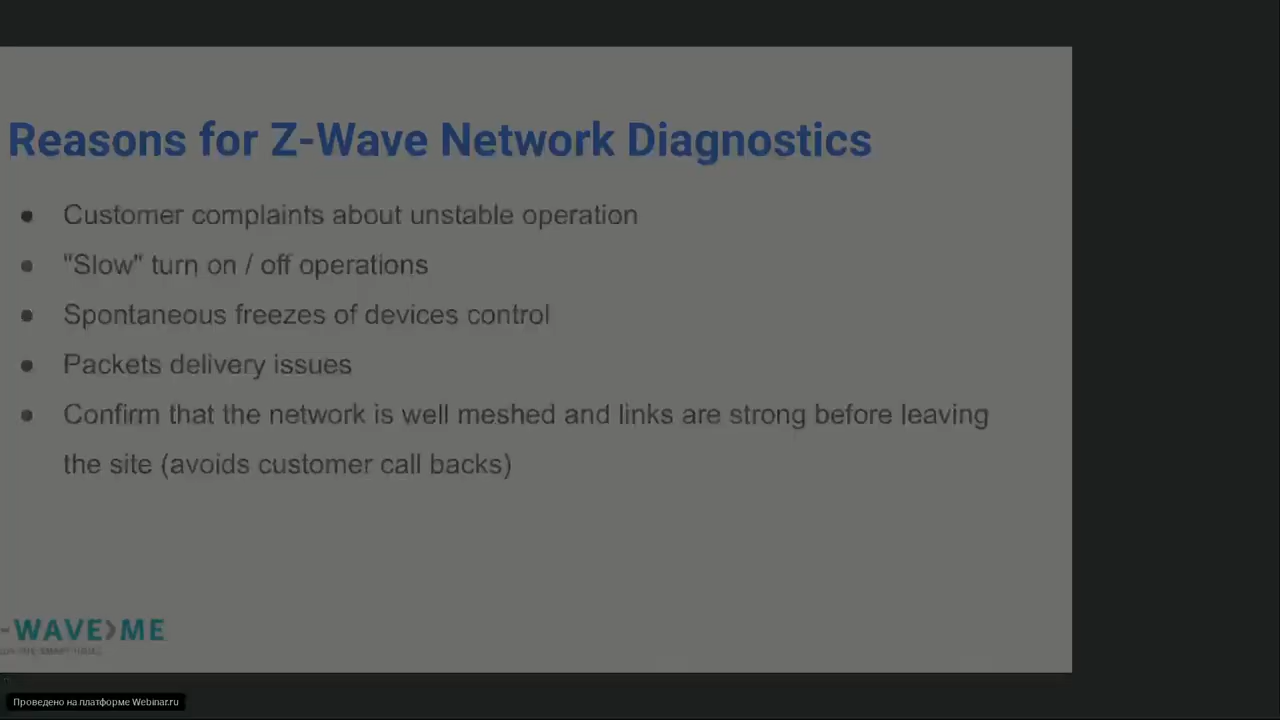 Reasons for Z-Wave Network Diagnostics
● Customer complaints about unstable operation
● "Slow" turn on / off operations
● Spontaneous freezes of devices control
● Packets delivery issues
● Confirm that the network is well meshed and links are strong before leaving
the site (avoids customer call backs)
-WAVE>ME
Проведено на платформе Webinar.ru